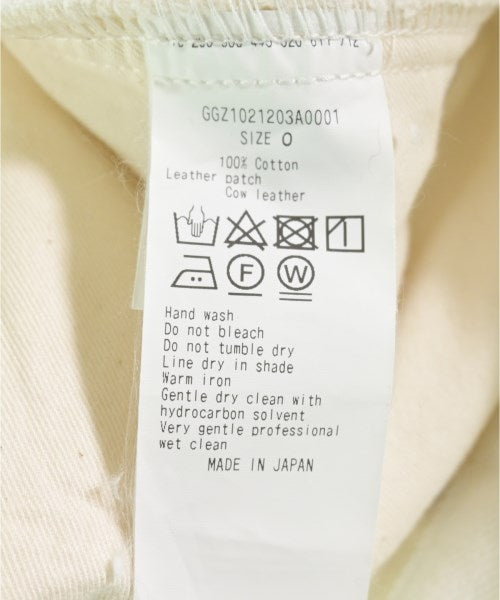 GGZ1021203A0001
SIZE 0
100% Cotton
Leather patch
Cow leather
F W
Hand wash
Do not bleach
Do not tumble dry
Line dry in shade
Warm iron
Gentle dry clean with
hydrocarbon solvent
Very gentle professional
wet clean
MADE IN JAPAN